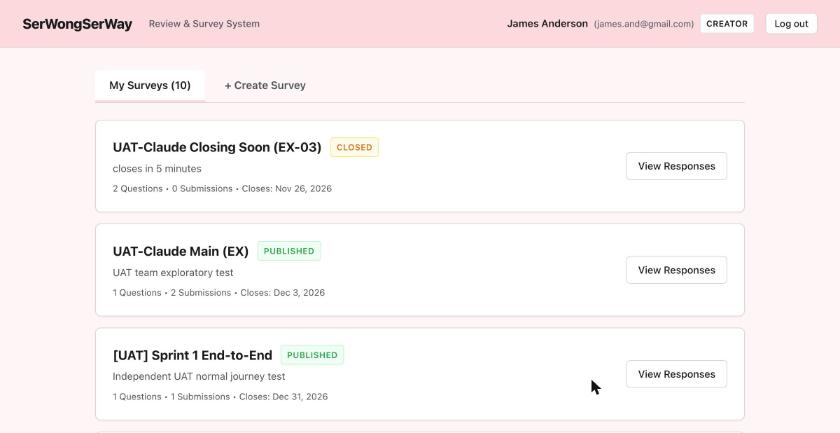 SerWongSerWay Review & Survey System James Anderson (james.and@gmail.com) CREATOR Log out
My Surveys (10) + Create Survey
UAT-Claude Closing Soon (EX-03) CLOSED
closes in 5 minutes
2 Questions • 0 Submissions • Closes: Nov 26, 2026
View Responses
UAT-Claude Main (EX) PUBLISHED
UAT team exploratory test
1 Questions • 2 Submissions • Closes: Dec 3, 2026
View Responses
[UAT] Sprint 1 End-to-End PUBLISHED
Independent UAT normal journey test
1 Questions • 1 Submissions • Closes: Dec 31, 2026
View Responses